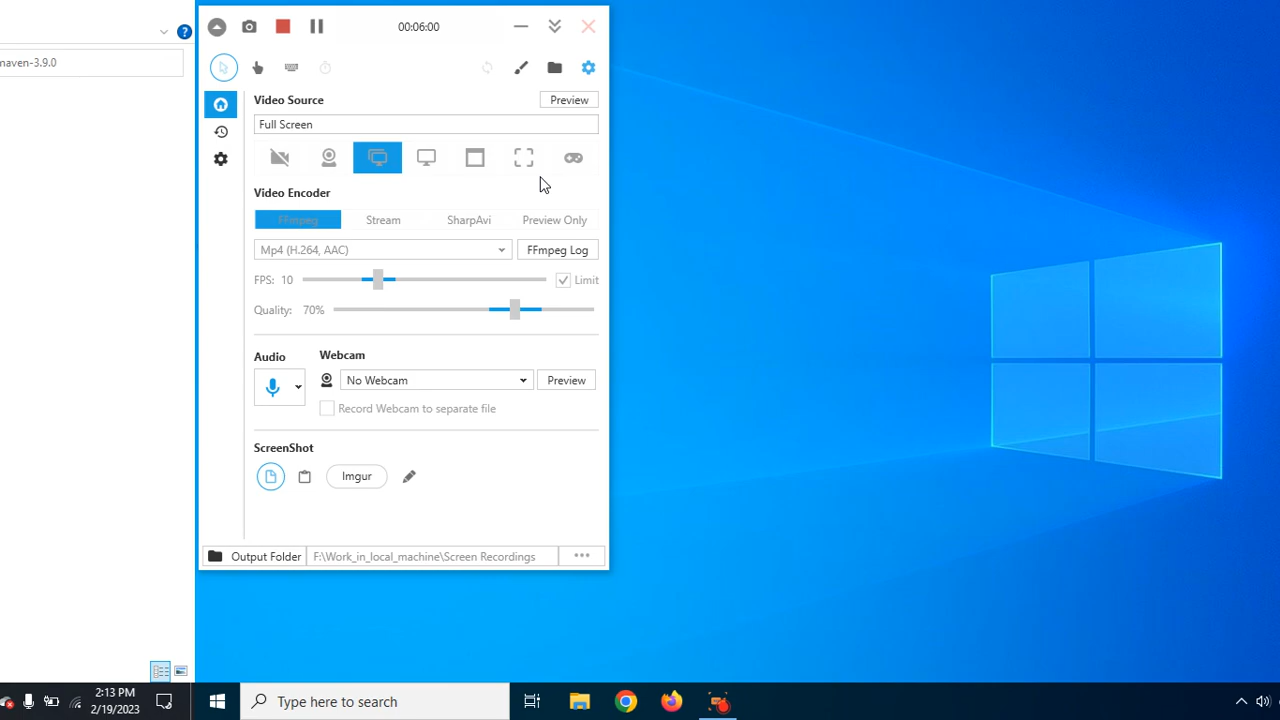 maven-3.9.0
00:06:00
Video Source
Preview
Full Screen
Video Encoder
FFmpeg
Stream
SharpAvi
Preview Only
Mp4 (H.264, AAC)
FFmpeg Log
FPS: 10
Limit
Quality: 70%
Audio
Webcam
No Webcam
Preview
Record Webcam to separate file
ScreenShot
Imgur
Output Folder
F:\Work_in_local_machine\Screen Recordings
2:13 PM
2/19/2023
Type here to search